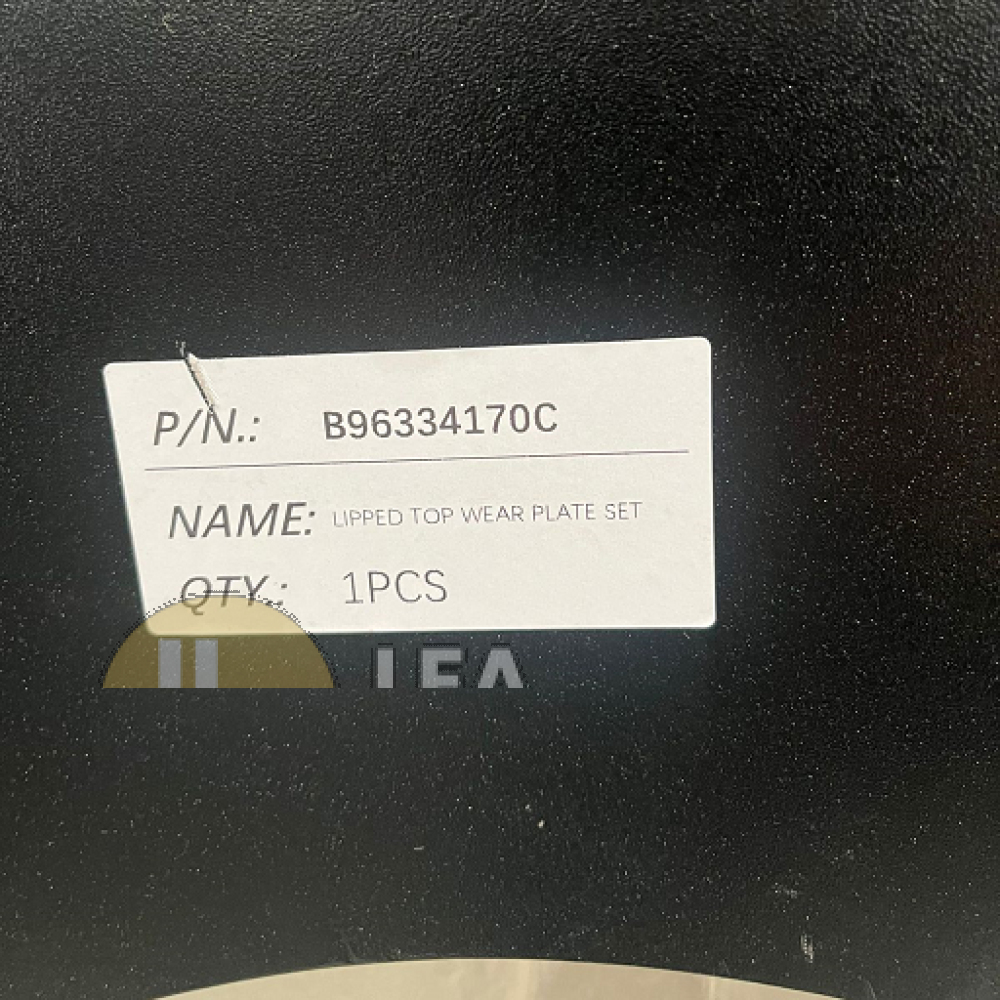 P/N.: B96334170C
NAME: LIPPED TOP WEAR PLATE SET
QTY.: 1PCS